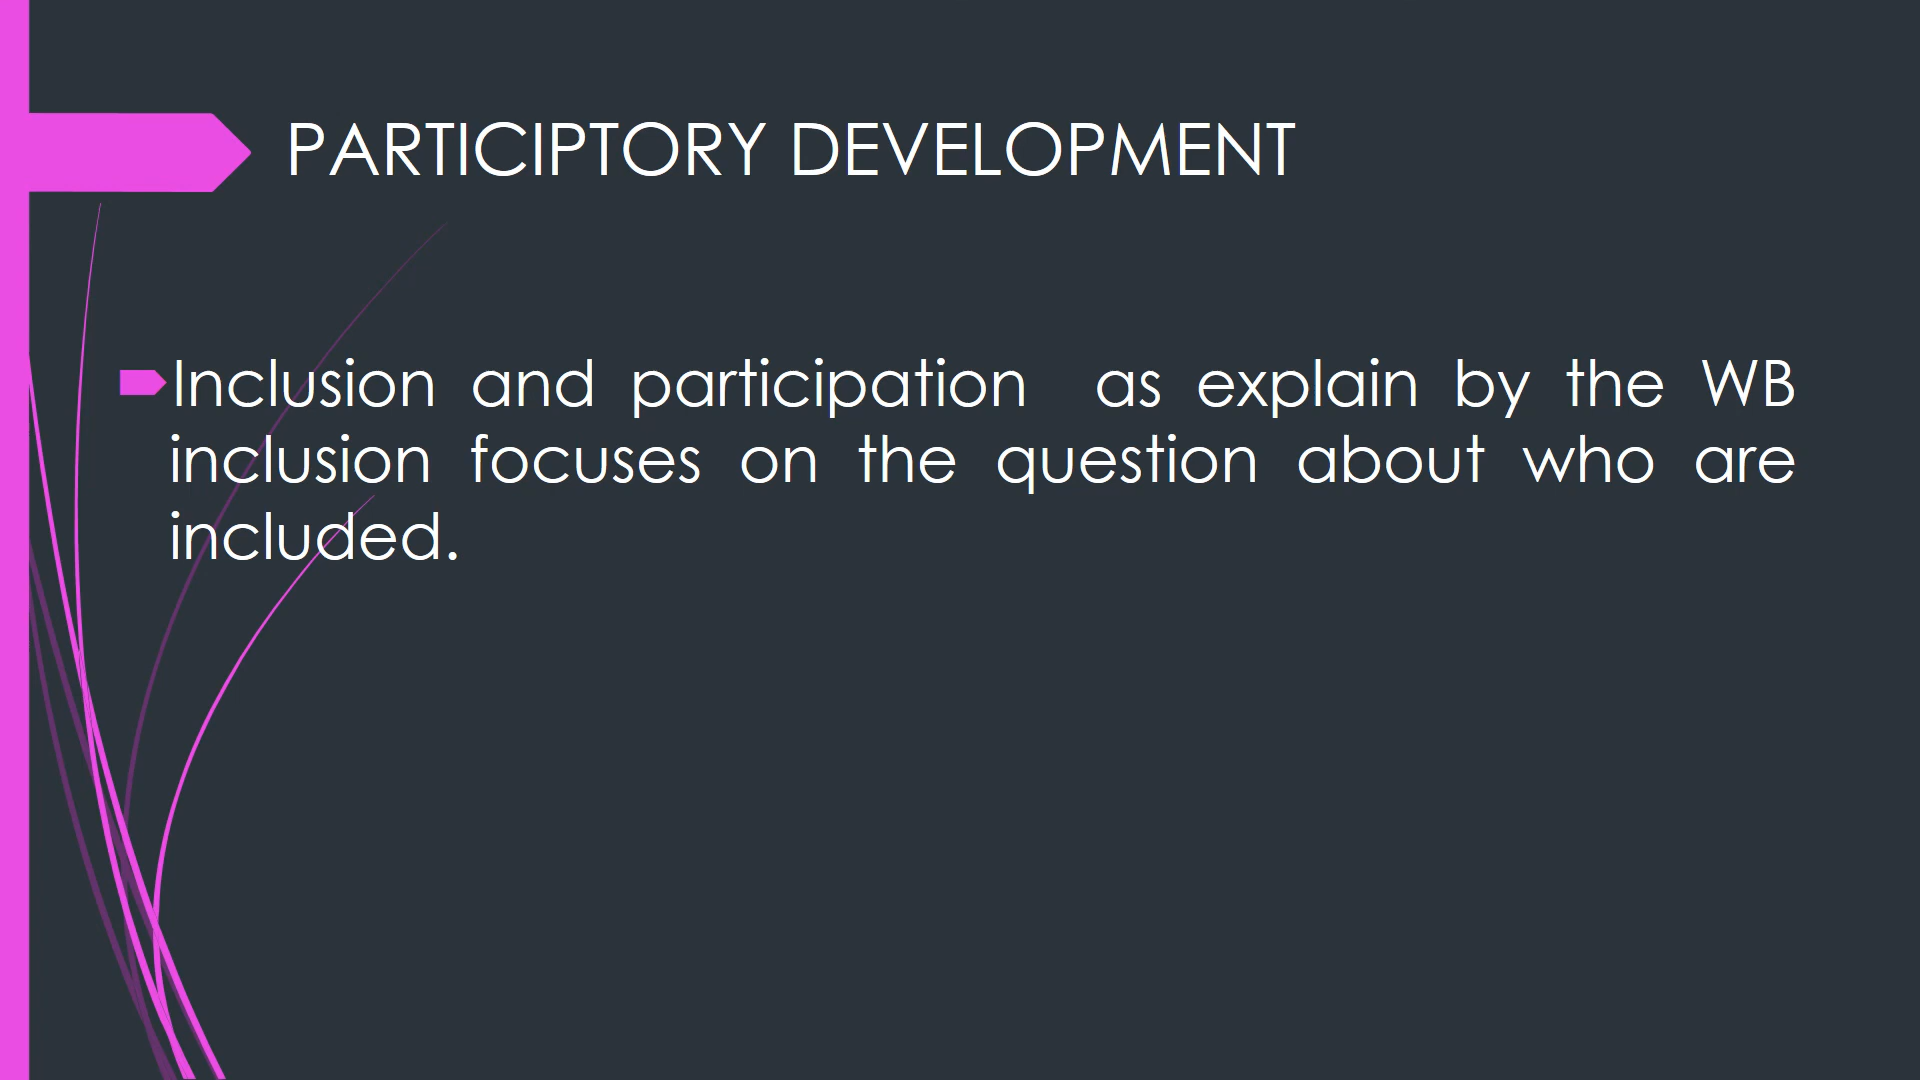 PARTICIPTORY DEVELOPMENT
Inclusion and participation as explain by the WB
inclusion focuses on the question about who are
included.